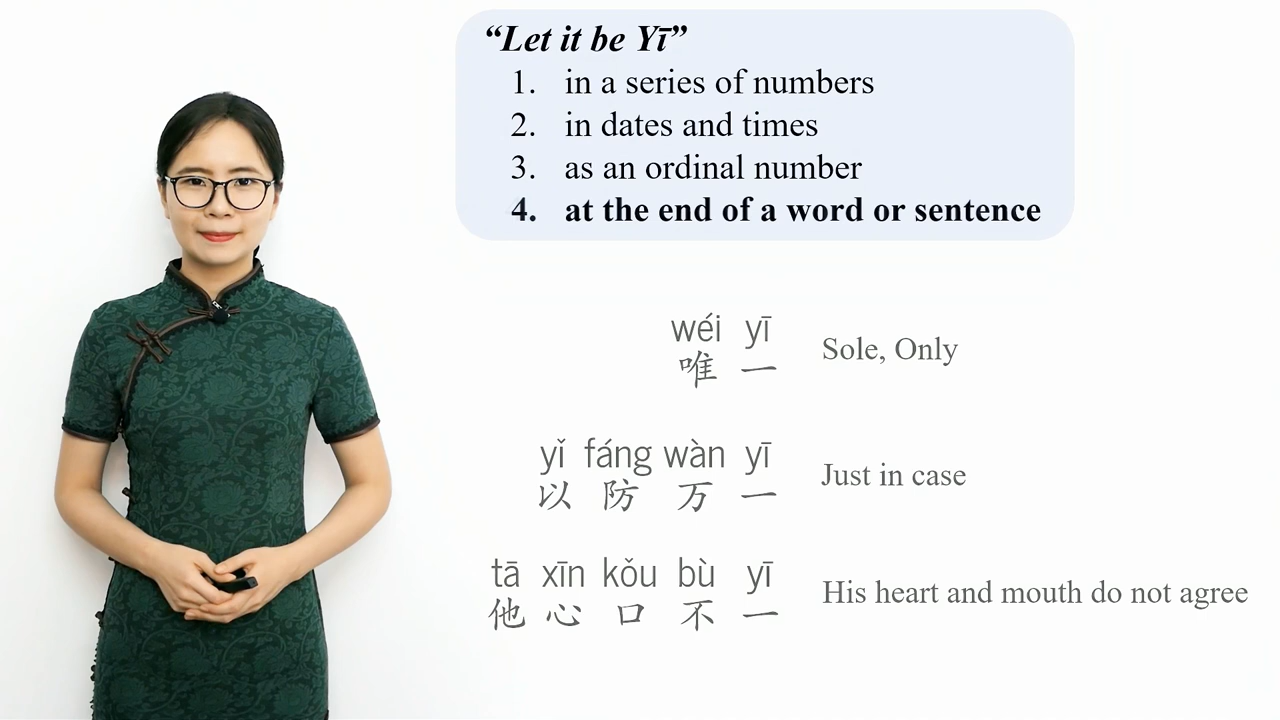 “Let it be Yī”
1. in a series of numbers
2. in dates and times
3. as an ordinal number
4. at the end of a word or sentence
wéi yī
唯一 Sole, Only
yǐ fáng wàn yī
以防万一 Just in case
tā xīn kǒu bù yī
他心口不一 His heart and mouth do not agree